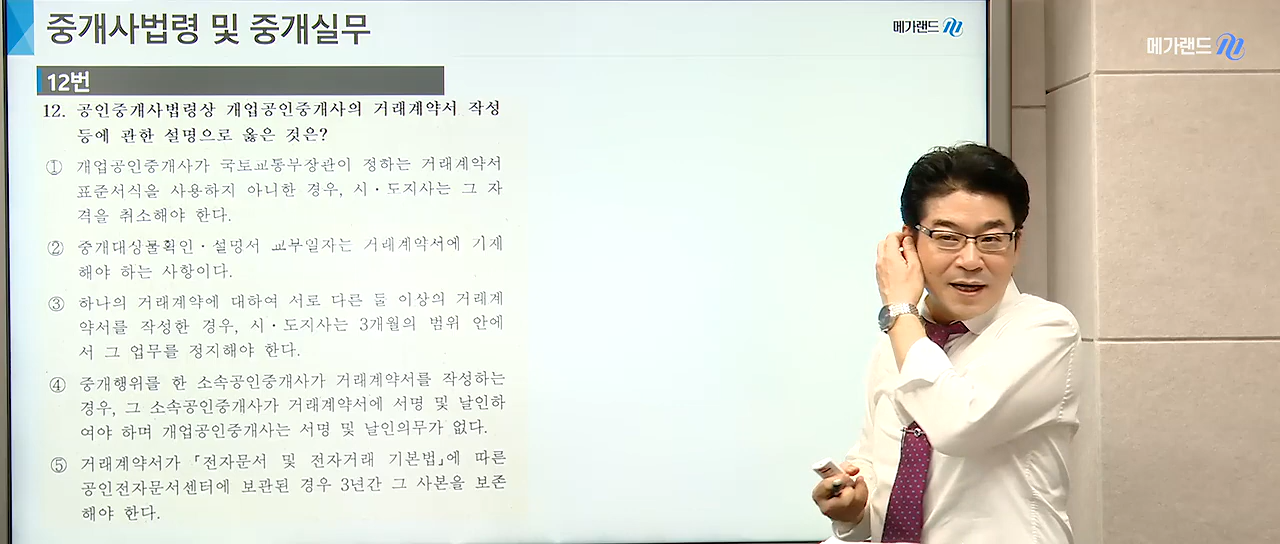 중개사법령 및 중개실무
메가랜드
메가랜드
12번
12. 공인중개사법령상 개업공인중개사의 거래계약서 작성
등에 관한 설명으로 옳은 것은?
① 개업공인중개사가 국토교통부장관이 정하는 거래계약서
표준서식을 사용하지 아니한 경우, 시·도지사는 그 자
격을 취소해야 한다.
② 중개대상물확인·설명서 교부일자는 거래계약서에 기재
해야 하는 사항이다.
③ 하나의 거래계약에 대하여 서로 다른 둘 이상의 거래계
약서를 작성한 경우, 시·도지사는 3개월의 범위 안에
서 그 업무를 정지해야 한다.
④ 중개행위를 한 소속공인중개사가 거래계약서를 작성하는
경우, 그 소속공인중개사가 거래계약서에 서명 및 날인하
여야 하며 개업공인중개사는 서명 및 날인의무가 없다.
⑤ 거래계약서가 「전자문서 및 전자거래 기본법」에 따른
공인전자문서센터에 보관된 경우 3년간 그 사본을 보존
해야 한다.